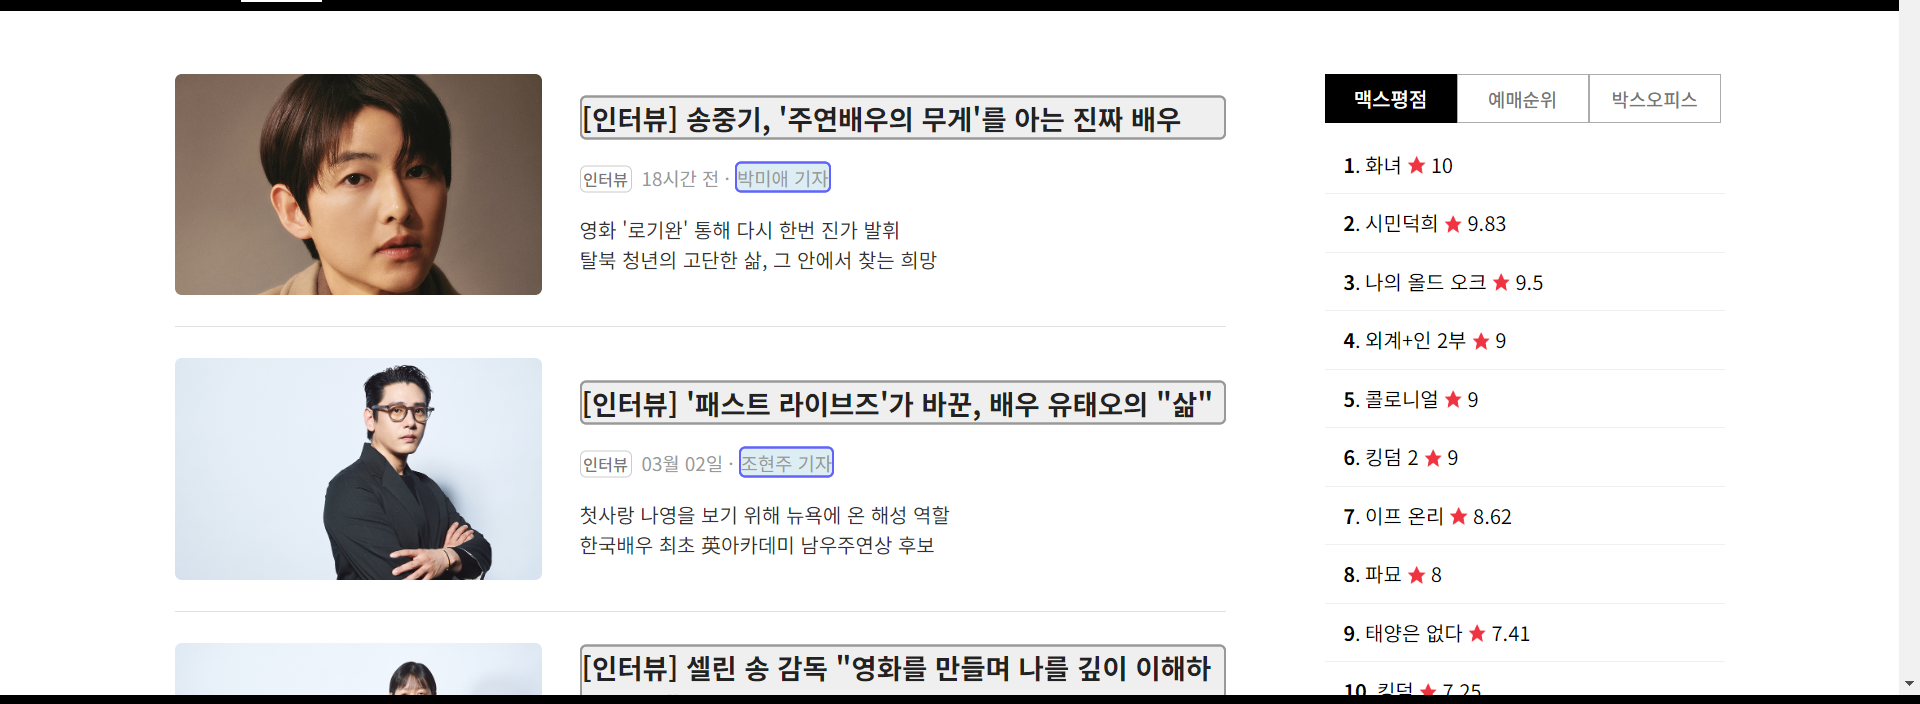 [인터뷰] 송중기, '주연배우의 무게'를 아는 진짜 배우
인터뷰 18시간 전 · 박미애 기자
영화 '로기완' 통해 다시 한번 진가 발휘
탈북 청년의 고단한 삶, 그 안에서 찾는 희망
[인터뷰] '패스트 라이브즈'가 바꾼, 배우 유태오의 "삶"
인터뷰 03월 02일 · 조현주 기자
첫사랑 나영을 보기 위해 뉴욕에 온 해성 역할
한국배우 최초 英아카데미 남우주연상 후보
[인터뷰] 셀린 송 감독 "영화를 만들며 나를 깊이 이해하
맥스평점 예매순위 박스오피스
1. 화녀 ★ 10
2. 시민덕희 ★ 9.83
3. 나의 올드 오크 ★ 9.5
4. 외계+인 2부 ★ 9
5. 콜로니얼 ★ 9
6. 킹덤 2 ★ 9
7. 이프 온리 ★ 8.62
8. 파묘 ★ 8
9. 태양은 없다 ★ 7.41
10. 킹덤 ★ 7.25